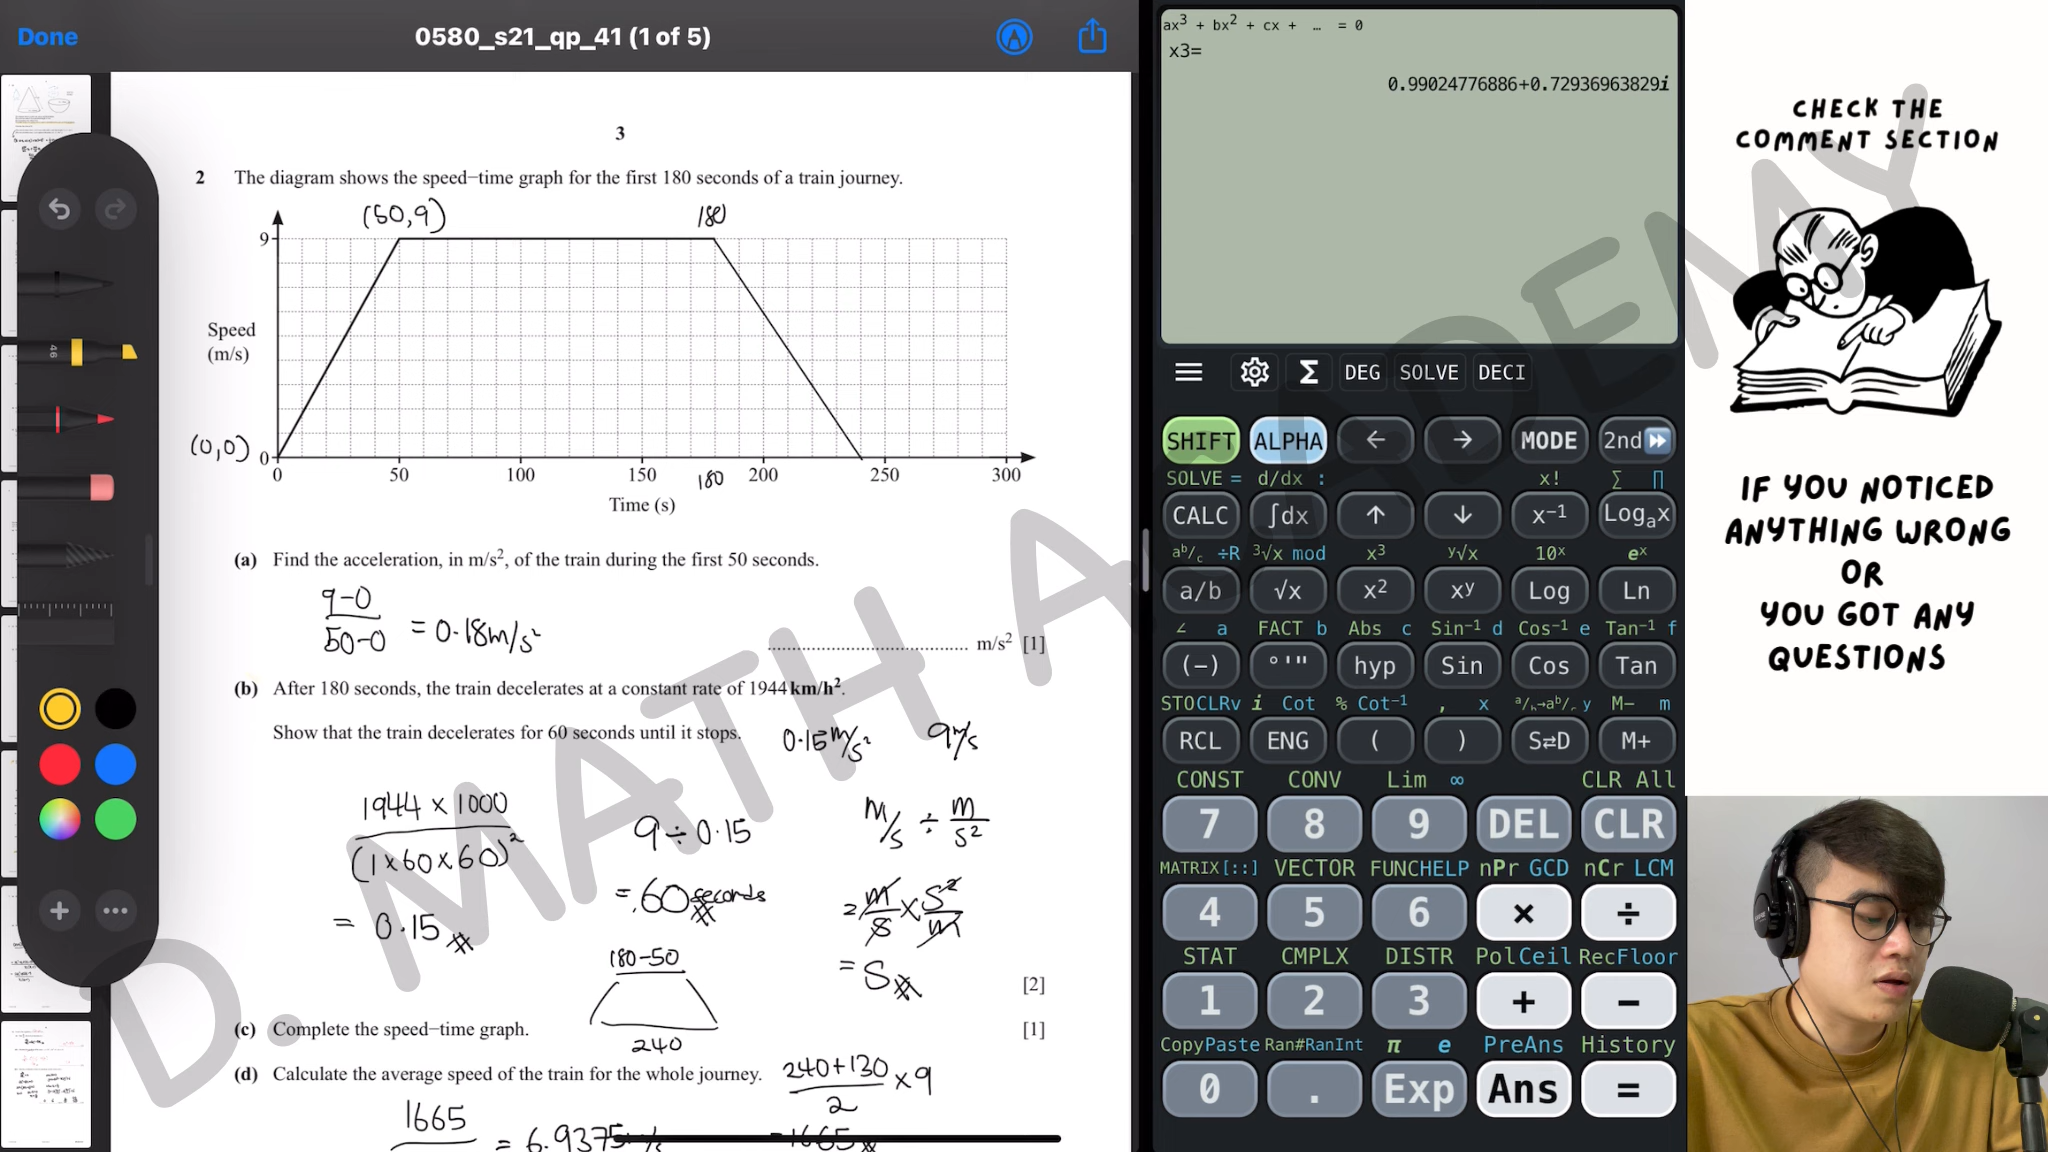 Done
0580_s21_qp_41 (1 of 5)
3
2 The diagram shows the speed–time graph for the first 180 seconds of a train journey.
(50,9)
180
9
Speed
(m/s)
(0,0)
0
0 50 100 150 180 200 250 300
Time (s)
(a) Find the acceleration, in m/s², of the train during the first 50 seconds.
9-0
50-0
= 0.18m/s²
m/s² [1]
(b) After 180 seconds, the train decelerates at a constant rate of 1944 km/h².
Show that the train decelerates for 60 seconds until it stops.
0.15 m/s²
9 m/s
1944 × 1000
(1×60×60)²
= 0.15
9 ÷ 0.15
= 60 seconds
m/s ÷ m/s²
= m/s × s²/m
= S
180-50
240
[2]
(c) Complete the speed–time graph.
[1]
(d) Calculate the average speed of the train for the whole journey.
240+130
2
× 9
= 1665
1665
= 6.9375
46
D. MATH ACADEMY
ax³ + bx² + cx + … = 0
x3=
0.99024776886+0.72936963829i
DEG SOLVE DECI
SHIFT ALPHA ← → MODE 2nd
SOLVE = d/dx : x! ∑ ∏
CALC ∫dx ↑ ↓ x⁻¹ Logₐx
aᵇ/c ÷R ³√x mod x³ ʸ√x 10ˣ eˣ
a/b √x x² xʸ Log Ln
∠ a FACT b Abs c Sin⁻¹ d Cos⁻¹ e Tan⁻¹ f
(−) °'" hyp Sin Cos Tan
STO CLRv i Cot % Cot⁻¹ , x y M− m
RCL ENG ( ) S⇄D M+
CONST CONV Lim ∞ CLR All
7 8 9 DEL CLR
MATRIX[::] VECTOR FUNC HELP nPr GCD nCr LCM
4 5 6 × ÷
STAT CMPLX DISTR Pol Ceil Rec Floor
1 2 3 + −
Copy Paste Ran# RanInt π e PreAns History
0 . Exp Ans =
CHECK THE
COMMENT SECTION
IF YOU NOTICED
ANYTHING WRONG
OR
YOU GOT ANY
QUESTIONS